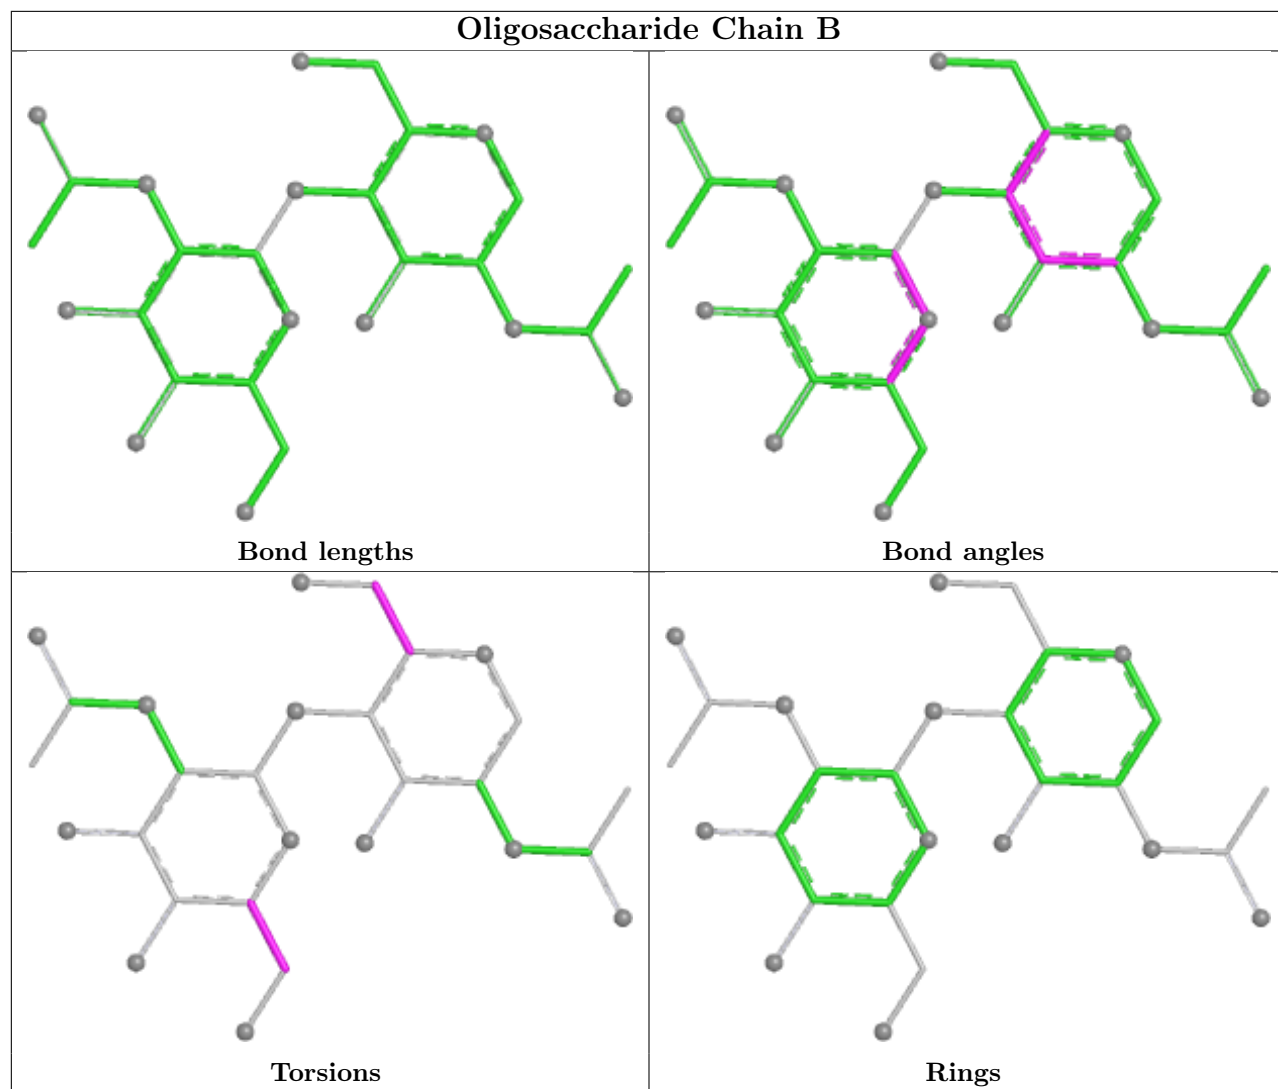 Oligosaccharide Chain B
Bond lengths
Bond angles
Torsions
Rings